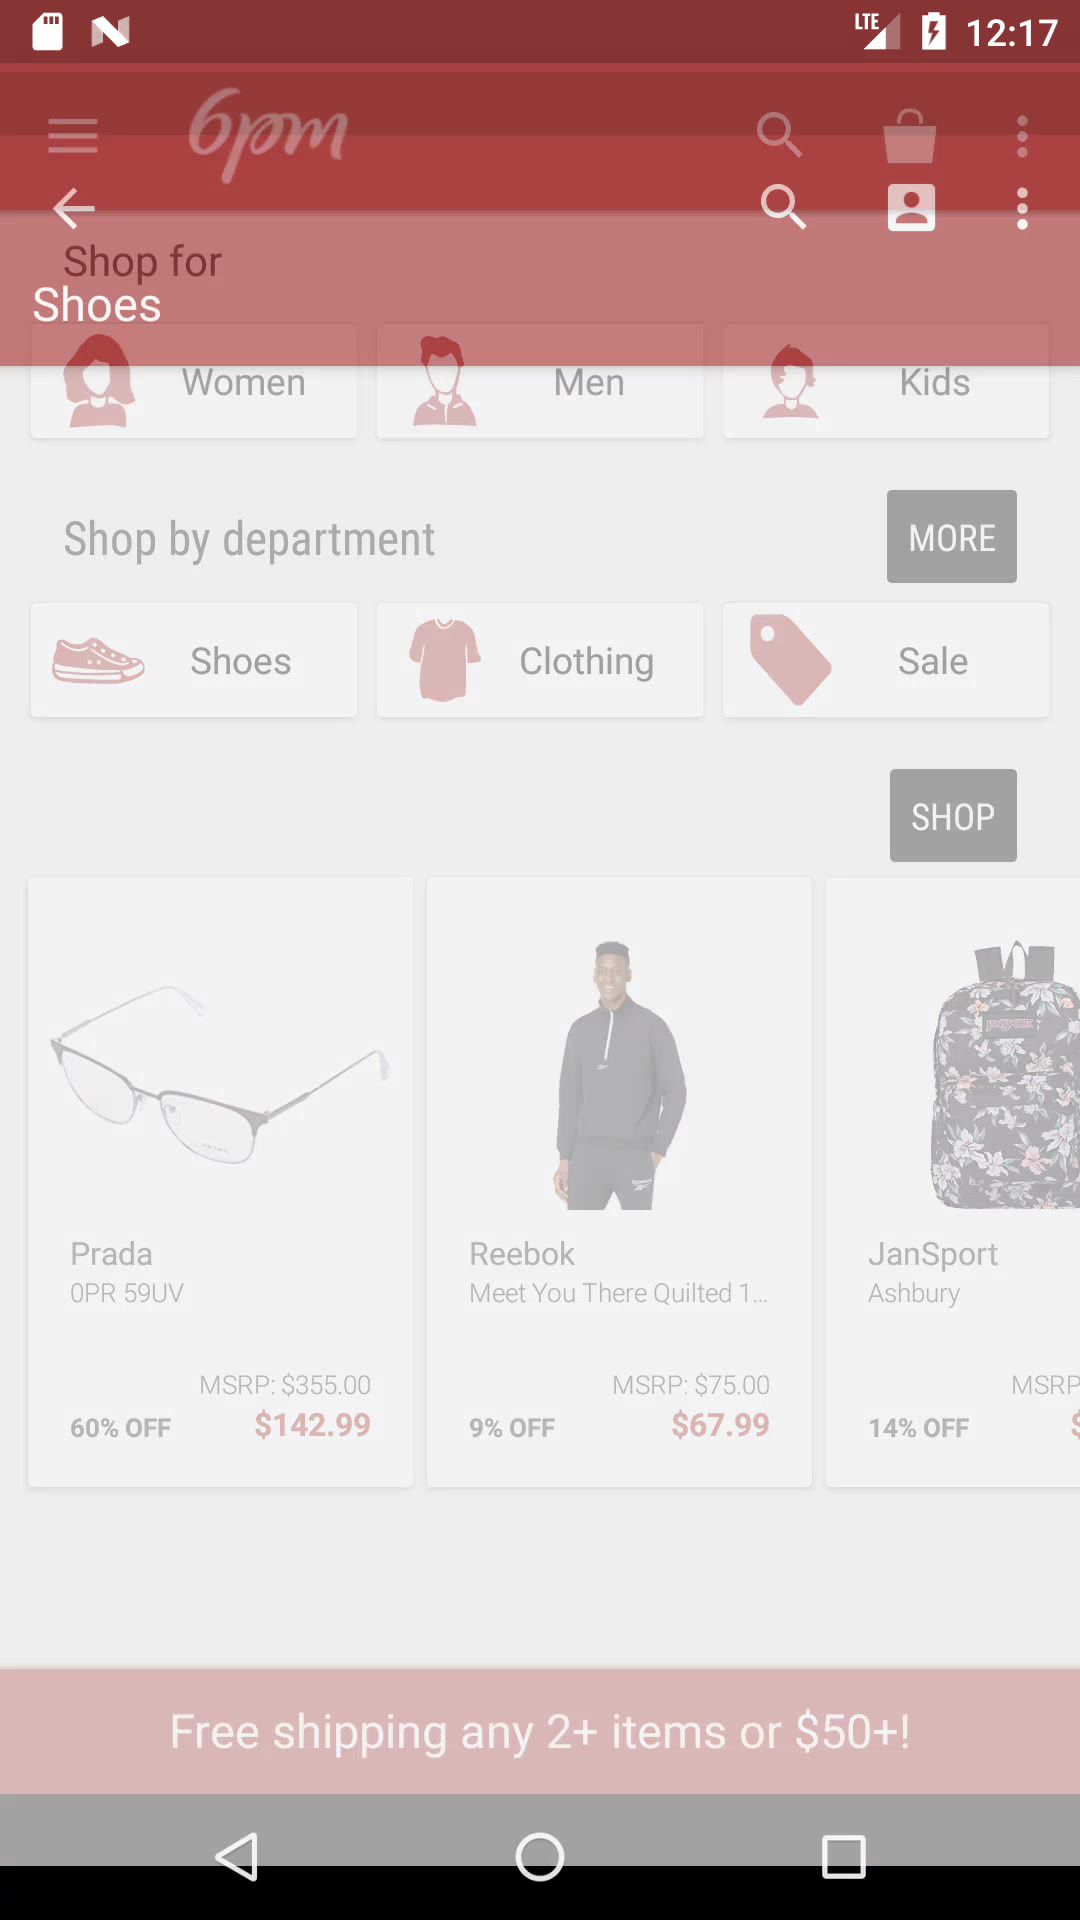 LTE
12:17
6pm
Shop for
Shoes
Women
Men
Kids
Shop by department
MORE
Shoes
Clothing
Sale
SHOP
JANSPORT
Prada
0PR 59UV
MSRP: $355.00
60% OFF
$142.99
Reebok
Meet You There Quilted 1...
MSRP: $75.00
9% OFF
$67.99
JanSport
Ashbury
MSRP
14% OFF
$
Free shipping any 2+ items or $50+!